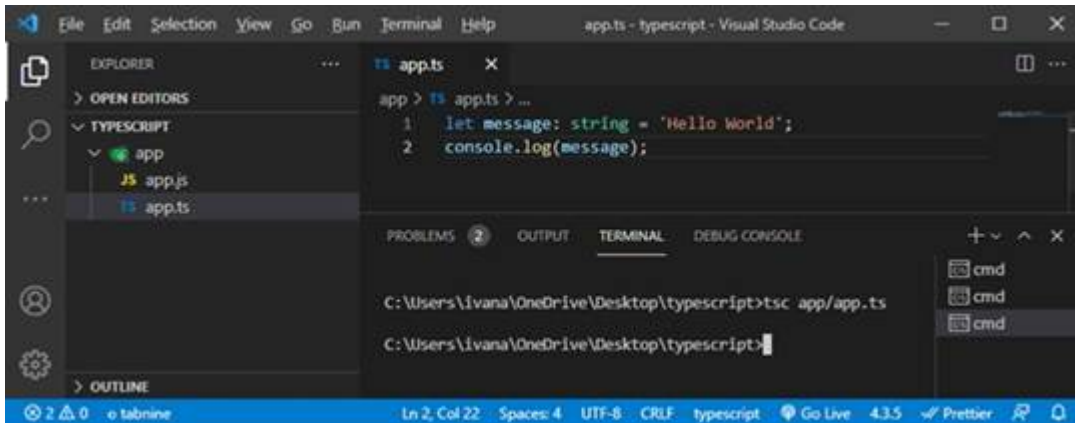 File Edit Selection View Go Run Terminal Help app.ts - typescript - Visual Studio Code
EXPLORER
OPEN EDITORS
TYPESCRIPT
app
JS app.js
TS app.ts
OUTLINE
TS app.ts
app > TS app.ts > ...
1 let message: string = 'Hello World';
2 console.log(message);
PROBLEMS 2 OUTPUT TERMINAL DEBUG CONSOLE
C:\Users\ivana\OneDrive\Desktop\typescript>tsc app/app.ts
C:\Users\ivana\OneDrive\Desktop\typescript>
cmd
cmd
cmd
2 0 tabnine Ln 2, Col 22 Spaces: 4 UTF-8 CRLF typescript Go Live 4.3.5 Prettier